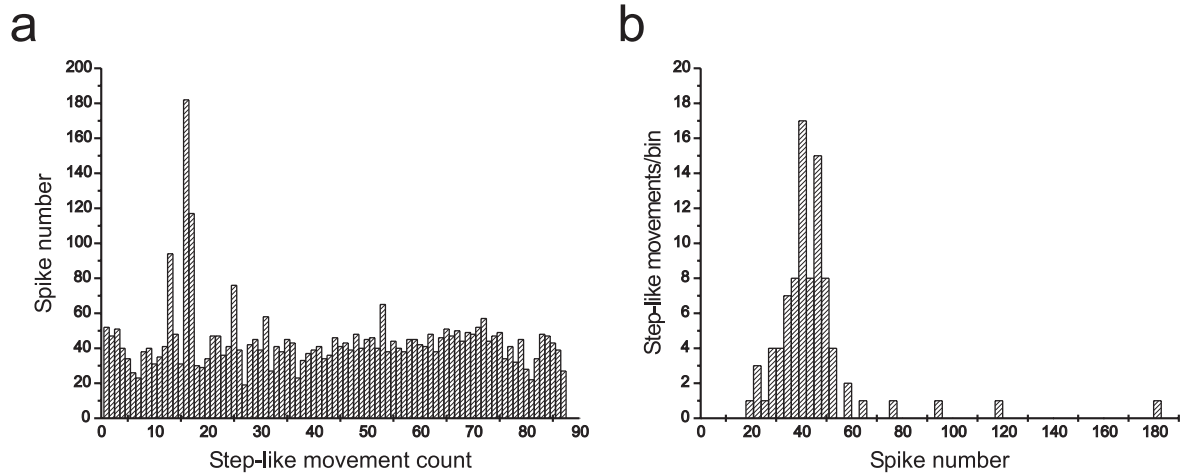 a
200
180
160
140
120
100
80
60
40
20
0
Spike number
0 10 20 30 40 50 60 70 80 90
Step-like movement count
b
20
18
16
14
12
10
8
6
4
2
0
Step-like movements/bin
0 20 40 60 80 100 120 140 160 180
Spike number